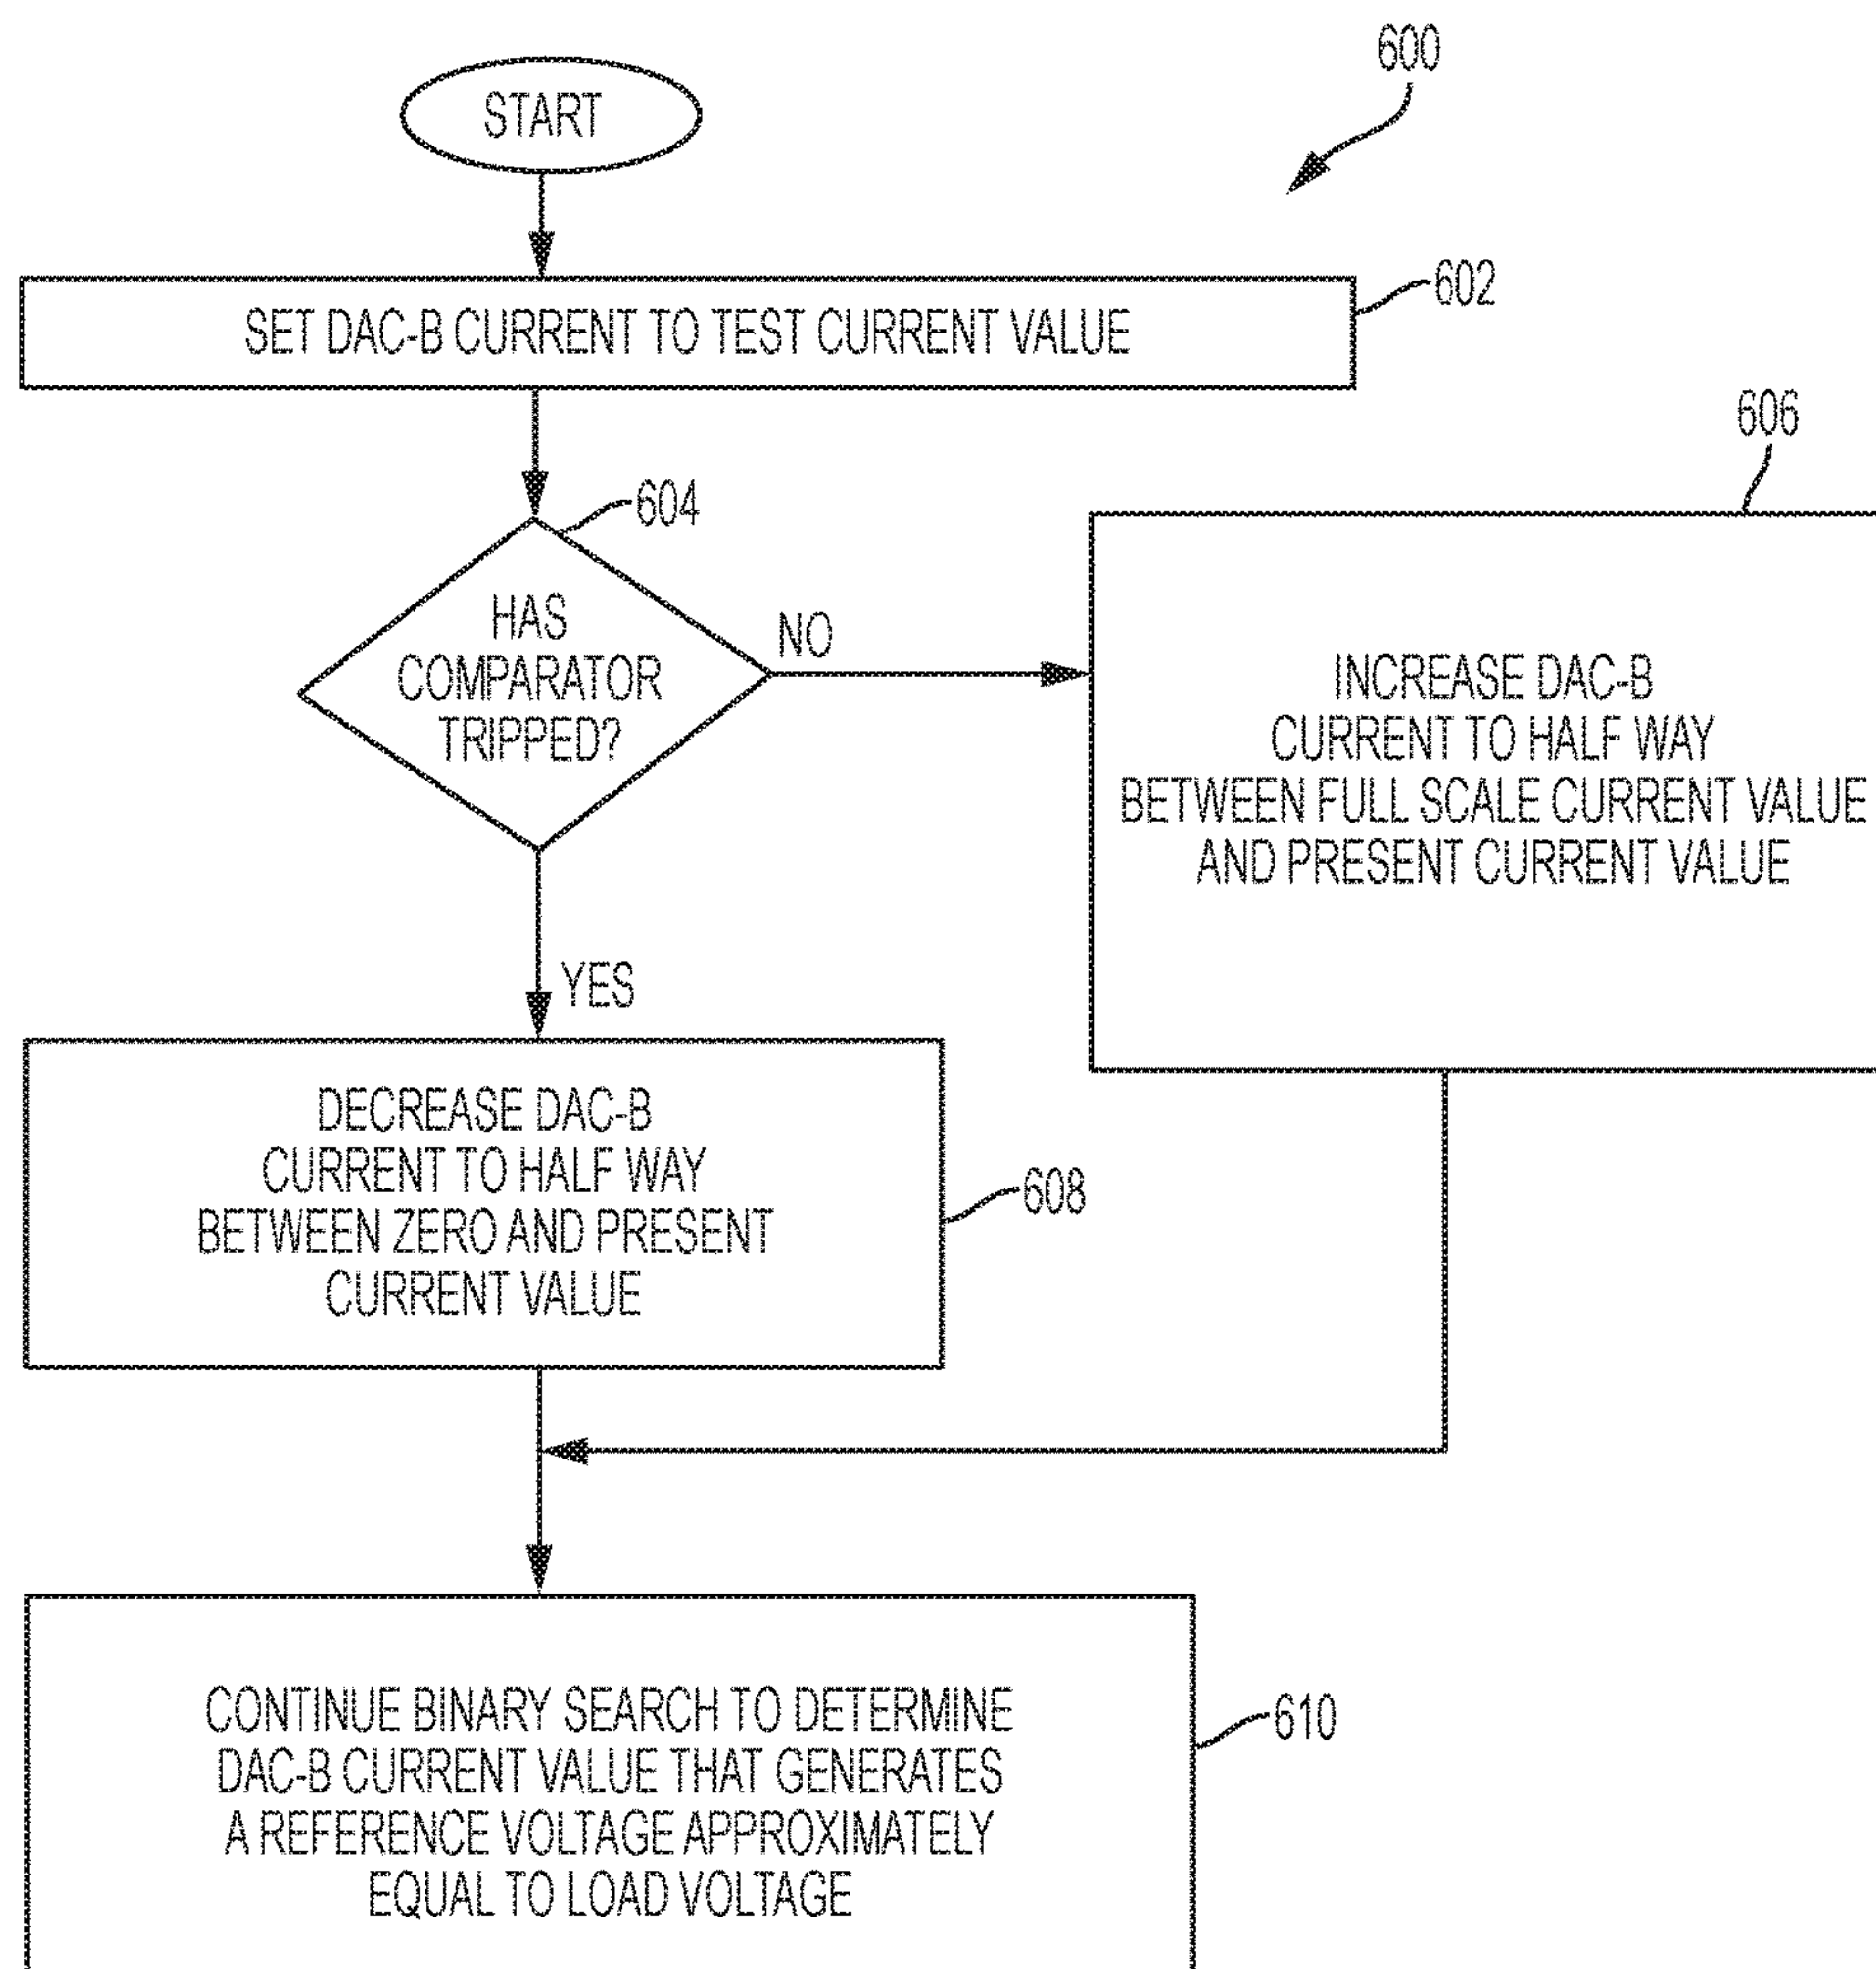 600
START
602
SET DAC-B CURRENT TO TEST CURRENT VALUE
606
604
HAS
COMPARATOR
TRIPPED?
NO
INCREASE DAC-B
CURRENT TO HALF WAY
BETWEEN FULL SCALE CURRENT VALUE
AND PRESENT CURRENT VALUE
YES
DECREASE DAC-B
CURRENT TO HALF WAY
BETWEEN ZERO AND PRESENT
CURRENT VALUE
608
CONTINUE BINARY SEARCH TO DETERMINE
DAC-B CURRENT VALUE THAT GENERATES
A REFERENCE VOLTAGE APPROXIMATELY
EQUAL TO LOAD VOLTAGE
610